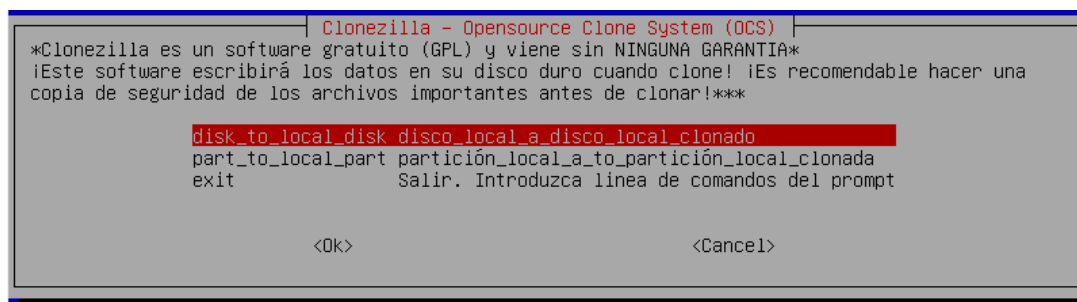 Clonezilla - Opensource Clone System (OCS)
*Clonezilla es un software gratuito (GPL) y viene sin NINGUNA GARANTIA*
¡Este software escribirá los datos en su disco duro cuando clone! ¡Es recomendable hacer una
copia de seguridad de los archivos importantes antes de clonar!***
disk_to_local_disk disco_local_a_disco_local_clonado
part_to_local_part partición_local_a_to_partición_local_clonada
exit Salir. Introduzca linea de comandos del prompt
<Ok> <Cancel>